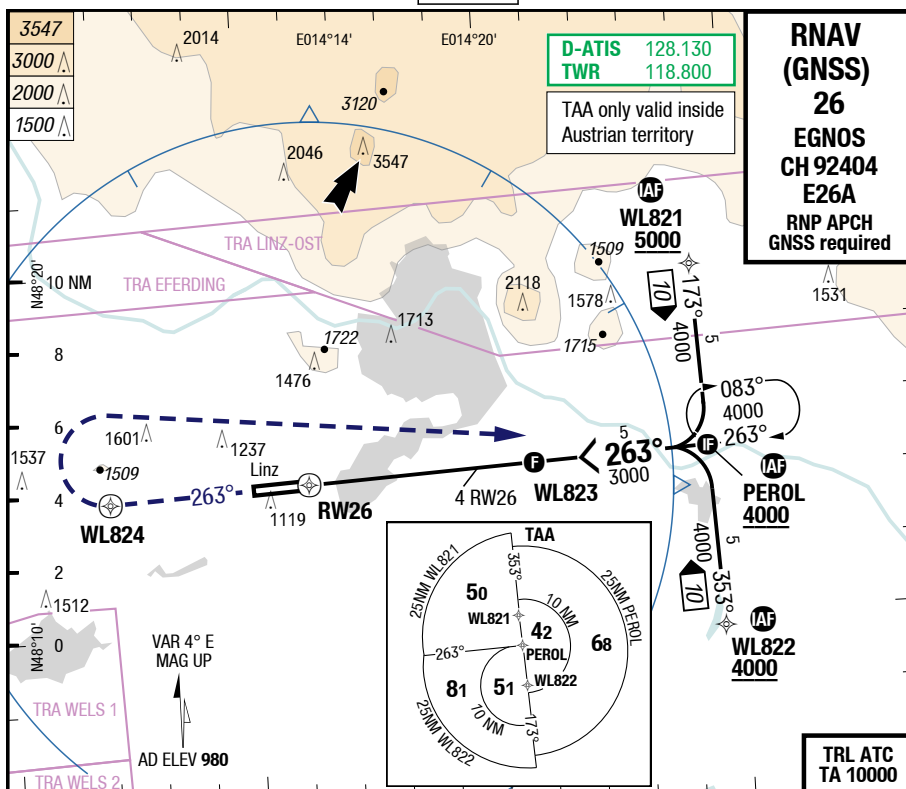 3547
3000
2000
1500
2014
E014°14'
E014°20'
D-ATIS 128.130
TWR 118.800
TAA only valid inside
Austrian territory
RNAV
(GNSS)
26
EGNOS
CH 92404
E26A
RNP APCH
GNSS required
3120
2046
3547
IAF
WL821
5000
TRA LINZ-OST
TRA EFERDING
N48°20'
10 NM
1509
2118
1578
1531
10
173°
4000
5
1713
1722
1476
1715
8
083°
4000
263°
6
1601
1237
1537
1509
Linz
263°
5
263°
3000
IF
F
WL823
4 RW26
IAF
PEROL
4000
4
WL824
1119
RW26
4000
5
10
353°
IAF
WL822
4000
TAA
25NM WL821
353°
50
WL821
10 NM
42
25NM PEROL
68
263°
PEROL
81
51
WL822
10 NM
173°
25NM WL822
2
1512
N48°10'
0
VAR 4° E
MAG UP
AD ELEV 980
TRA WELS 1
TRA WELS 2
TRL ATC
TA 10000